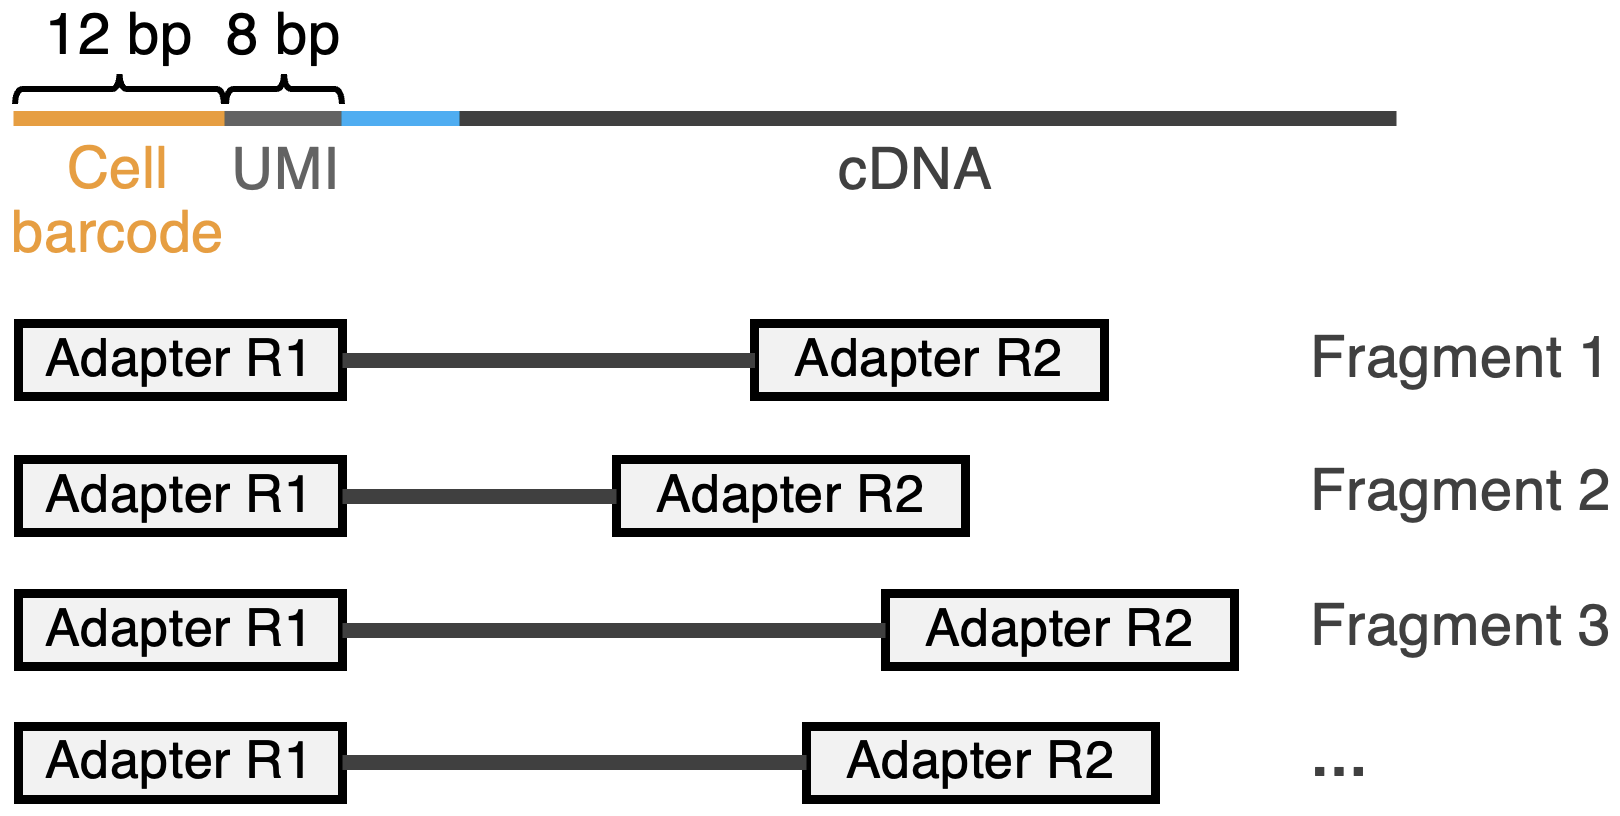 12 bp 8 bp
Cell UMI cDNA
barcode
Adapter R1 Adapter R2 Fragment 1
Adapter R1 Adapter R2 Fragment 2
Adapter R1 Adapter R2 Fragment 3
Adapter R1 Adapter R2 ...